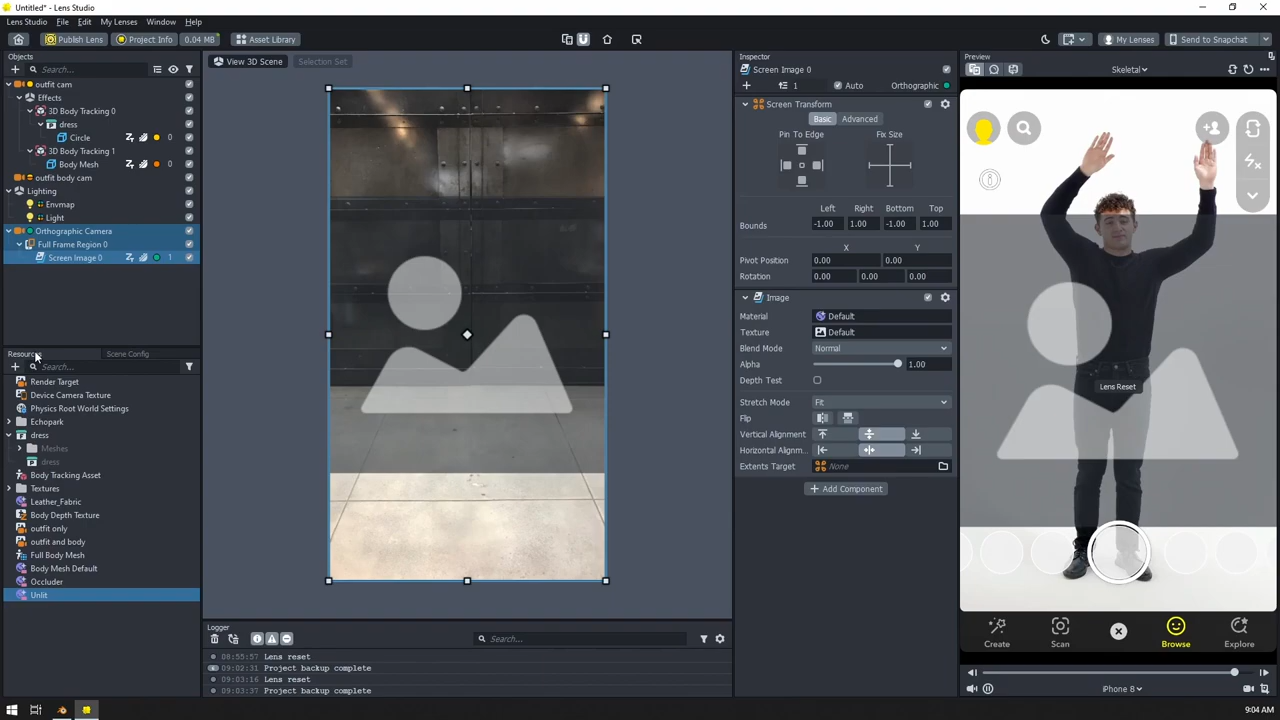 Untitled* - Lens Studio
Lens Studio File Edit My Lenses Window Help
Publish Lens Project Info 0.04 MB Asset Library My Lenses Send to Snapchat
Objects
Search...
outfit cam
Effects
3D Body Tracking 0
dress
Circle 0
3D Body Tracking 1
Body Mesh 0
outfit body cam
Lighting
Envmap
Light
Orthographic Camera
Full Frame Region 0
Screen Image 0 1
Resources Scene Config
Search...
Render Target
Device Camera Texture
Physics Root World Settings
Echopark
dress
Meshes
dress
Body Tracking Asset
Textures
Leather_Fabric
Body Depth Texture
outfit only
outfit and body
Full Body Mesh
Body Mesh Default
Occluder
Unlit
View 3D Scene Selection Set
Logger
Search...
08:55:57 Lens reset
09:02:31 Project backup complete
09:03:16 Lens reset
09:03:37 Project backup complete
Inspector
Screen Image 0
1 Auto Orthographic
Screen Transform
Basic Advanced
Pin To Edge Fix Size
Left Right Bottom Top
Bounds -1.00 1.00 -1.00 1.00
X Y
Pivot Position 0.00 0.00
Rotation 0.00 0.00 0.00
Image
Material Default
Texture Default
Blend Mode Normal
Alpha 1.00
Depth Test
Stretch Mode Fit
Flip
Vertical Alignment
Horizontal Alignm...
Extents Target None
Add Component
Preview
Skeletal
Lens Reset
Create Scan Browse Explore
iPhone 8
9:04 AM